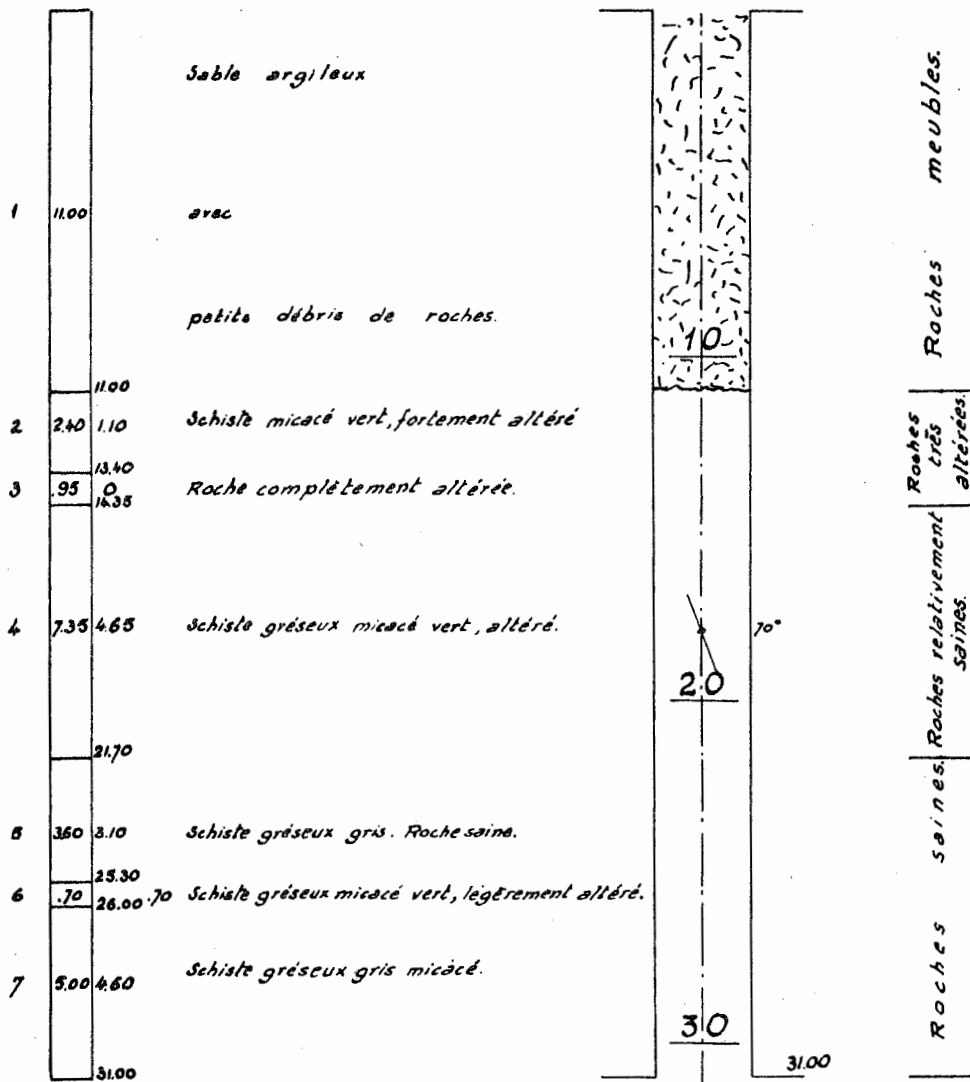 Sable argileux
1 11.00 avec
petits débris de roches.
10
11.00
2 2.40 1.10 Schiste micacé vert, fortement altéré
13.40
3 .95 0 Roche complètement altérée.
14.35
4 7.35 4.65 Schiste gréseux micacé vert, altéré.
70°
20
21.70
5 3.60 3.10 Schiste gréseux gris. Roche saine.
25.30
6 .70 .70 Schiste gréseux micacé vert, légèrement altéré.
26.00
7 5.00 4.60 Schiste gréseux gris micacé.
30
31.00
31.00
Roches meubles.
Roches
très
altérées.
Roches relativement
saines.
Roches saines.